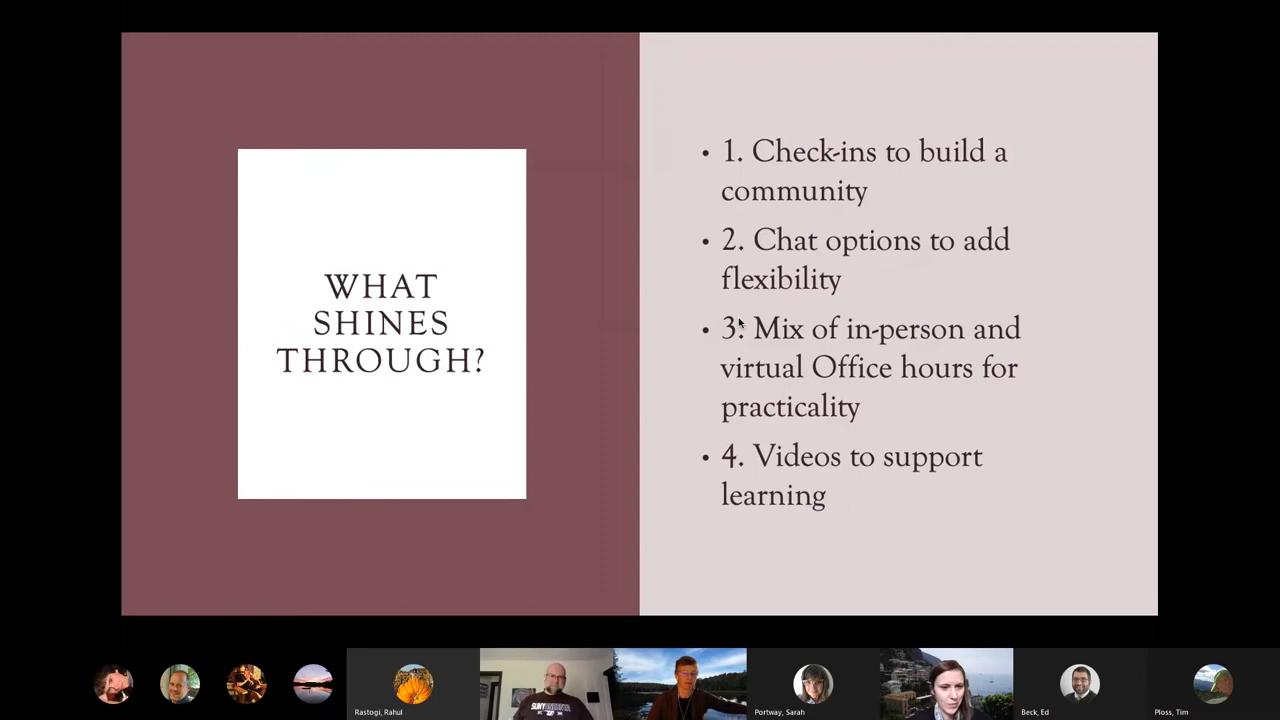 WHAT
SHINES
THROUGH?
• 1. Check-ins to build a
community
• 2. Chat options to add
flexibility
• 3. Mix of in-person and
virtual Office hours for
practicality
• 4. Videos to support
learning
SUNY
Rastogi, Rahul
Portway, Sarah
Beck, Ed
Ploss, Tim